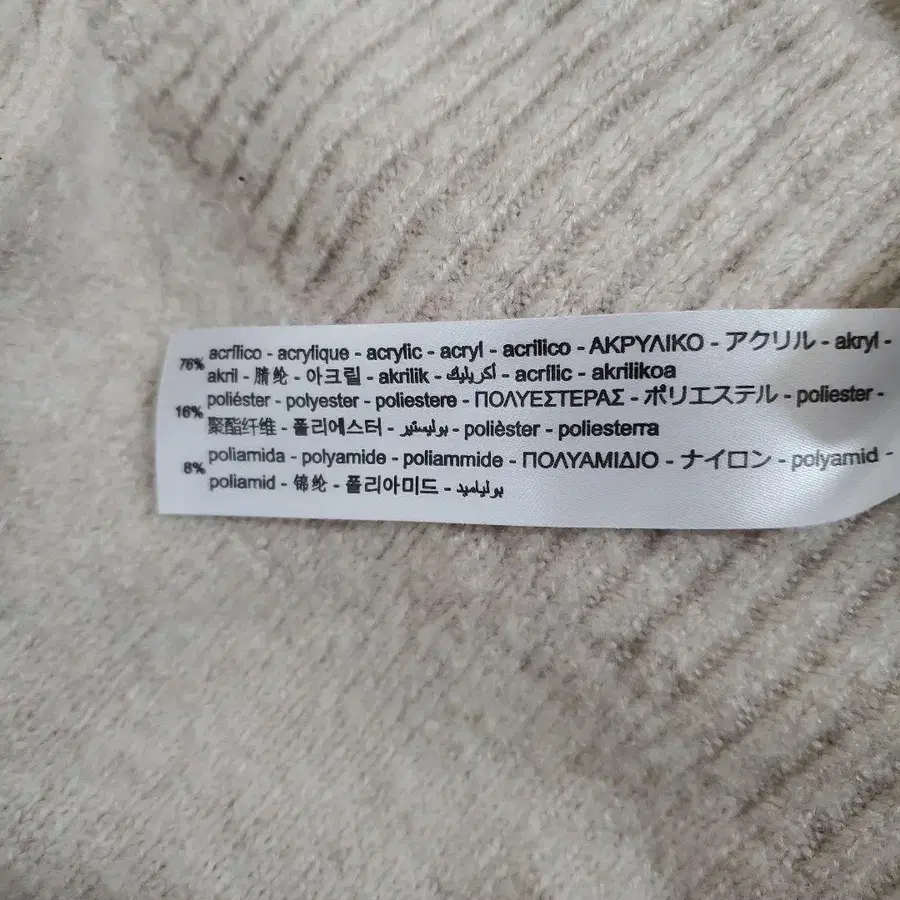 76% acrílico - acrylique - acrylic - acryl - acrilico - ΑΚΡΥΛΙΚΟ - アクリル - akryl -
akril - 腈纶 - 아크릴 - akrilik - أكريليك - acrílic - akrilikoa
16% poliéster - polyester - poliestere - ΠΟΛΥΕΣΤΕΡΑΣ - ポリエステル - poliester -
聚酯纤维 - 폴리에스터 - بوليستير - polièster - poliesterra
8% poliamida - polyamide - poliammide - ΠΟΛΥΑΜΙΔΙΟ - ナイロン - polyamid -
poliamid - 锦纶 - 폴리아미드 - بولياميد